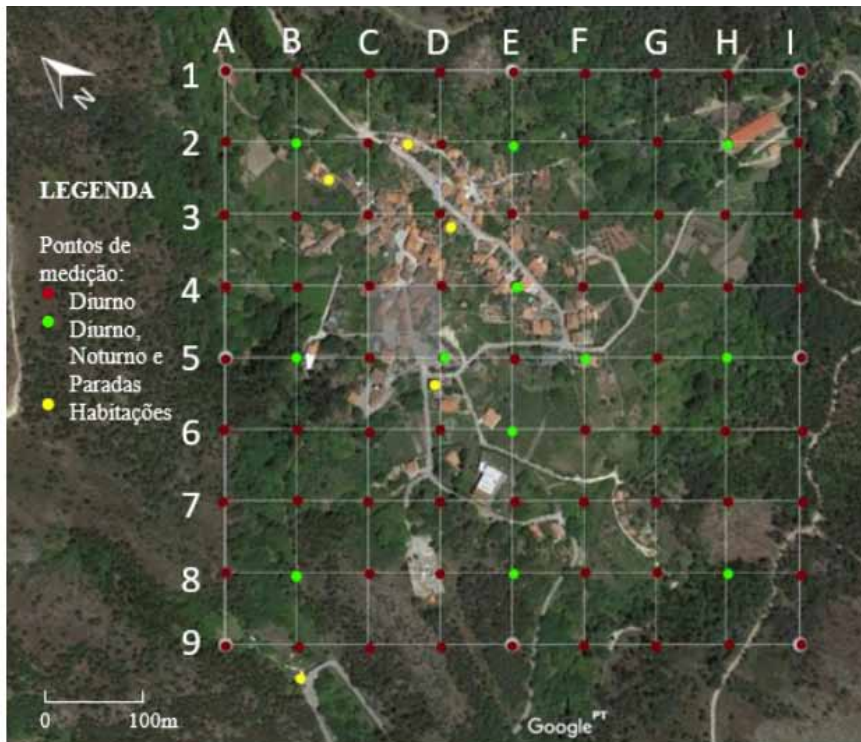 A B C D E F G H I
1
2
3
4
5
6
7
8
9
N
LEGENDA
Pontos de
medição:
Diurno
Diurno,
Noturno e
Paradas
Habitações
0 100m
Google PT